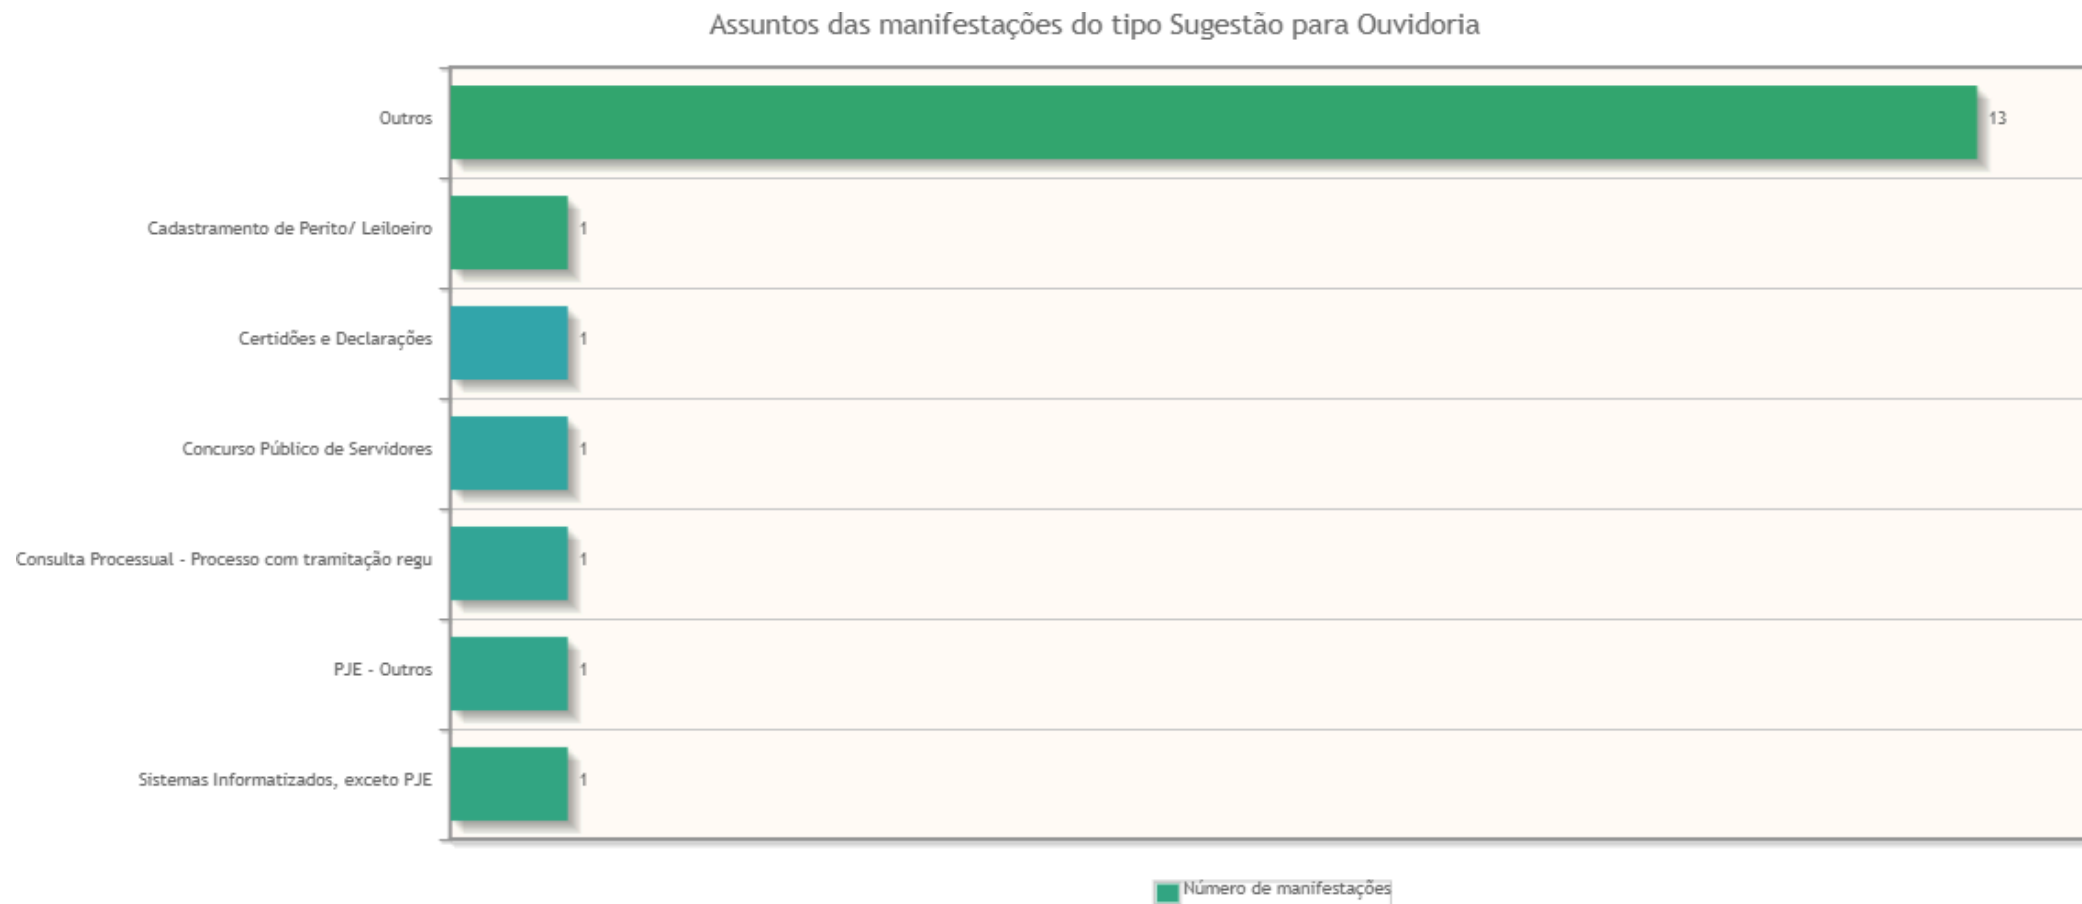 Assuntos das manifestações do tipo Sugestão para Ouvidoria
Outros
13
Cadastramento de Perito/ Leiloeiro
1
Certidões e Declarações
1
Concurso Público de Servidores
1
Consulta Processual - Processo com tramitação regu
1
PJE - Outros
1
Sistemas Informatizados, exceto PJE
1
Número de manifestações